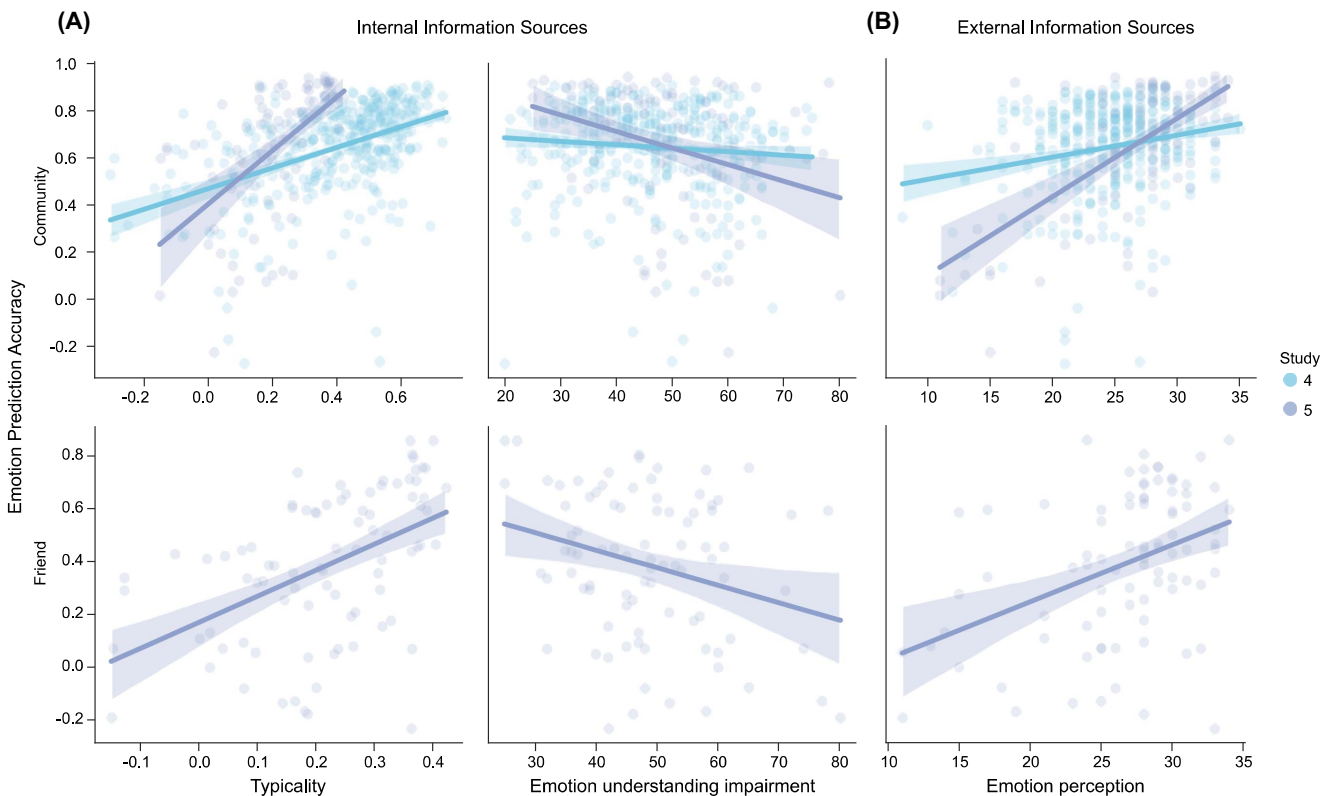 (A)
Internal Information Sources
(B)
External Information Sources
Emotion Prediction Accuracy
Community
1.0
0.8
0.6
0.4
0.2
0.0
-0.2
-0.2 0.0 0.2 0.4 0.6
20 30 40 50 60 70 80
10 15 20 25 30 35
Study
4
5
Friend
0.8
0.6
0.4
0.2
0.0
-0.2
-0.1 0.0 0.1 0.2 0.3 0.4
30 40 50 60 70 80
10 15 20 25 30 35
Typicality
Emotion understanding impairment
Emotion perception